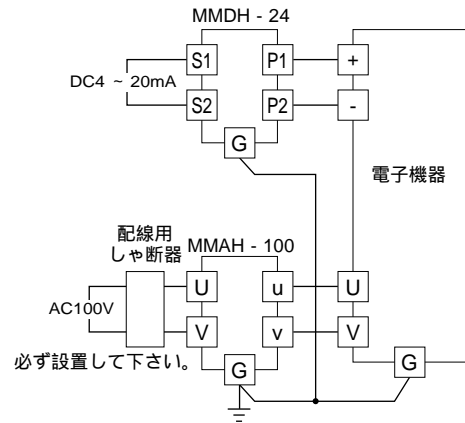 MMDH - 24
S1
P1
+
DC4 ~ 20mA
S2
P2
-
G
電子機器
配線用
しゃ断器
MMAH - 100
U
u
U
AC100V
V
v
V
必ず設置して下さい。
G
G